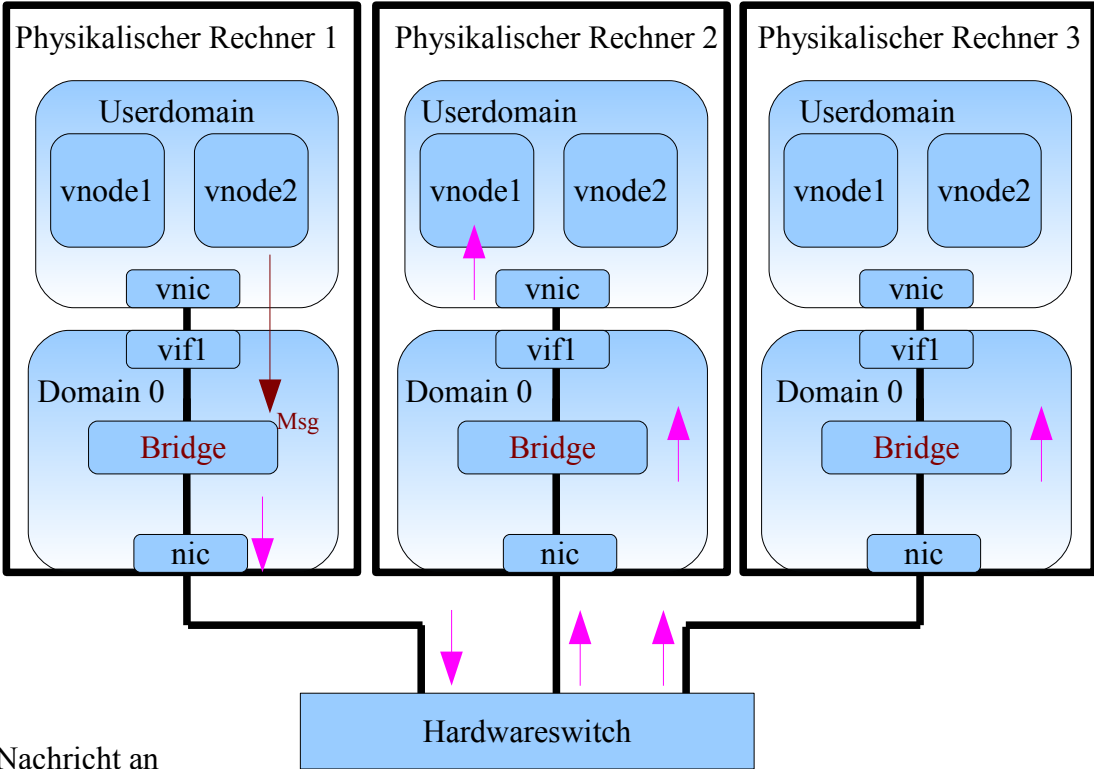 Physikalischer Rechner 1
Userdomain
vnode1
vnode2
vnic
vif1
Domain 0
Msg
Bridge
nic
Physikalischer Rechner 2
Userdomain
vnode1
vnode2
vnic
vif1
Domain 0
Bridge
nic
Physikalischer Rechner 3
Userdomain
vnode1
vnode2
vnic
vif1
Domain 0
Bridge
nic
Hardwareswitch
Nachricht an